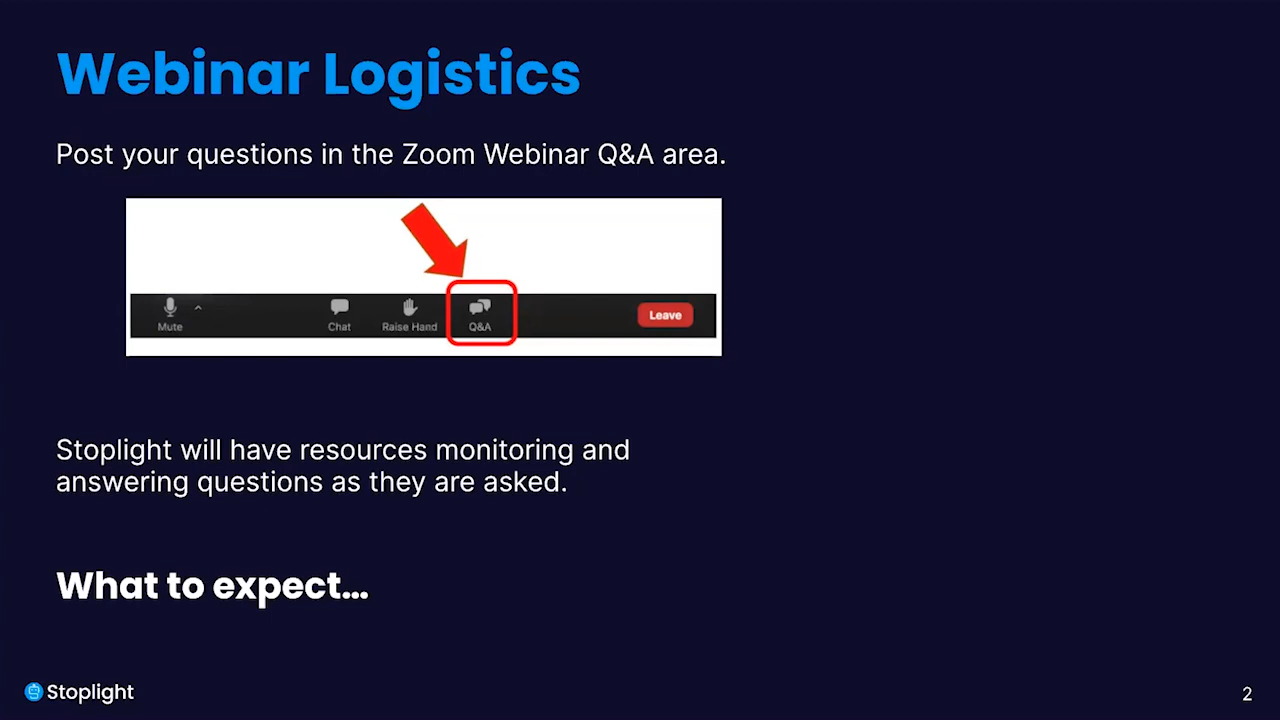 Webinar Logistics
Post your questions in the Zoom Webinar Q&A area.
Mute Chat Raise Hand Q&A Leave
Stoplight will have resources monitoring and
answering questions as they are asked.
What to expect...
Stoplight 2